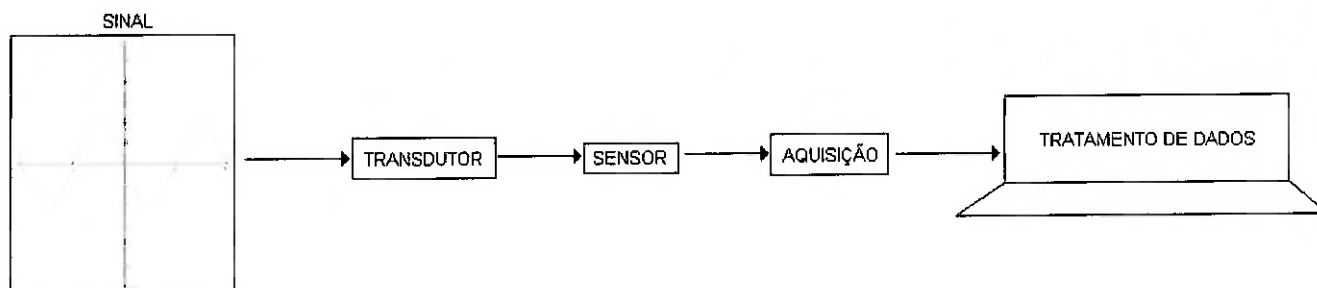 SINAL
TRANSDUTOR
SENSOR
AQUISIÇÃO
TRATAMENTO DE DADOS